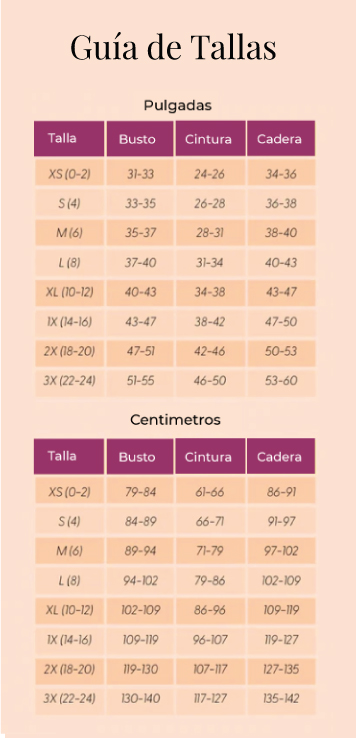 Guía de Tallas
Pulgadas
Talla Busto Cintura Cadera
XS (0-2) 31-33 24-26 34-36
S (4) 33-35 26-28 36-38
M (6) 35-37 28-31 38-40
L (8) 37-40 31-34 40-43
XL (10-12) 40-43 34-38 43-47
1X (14-16) 43-47 38-42 47-50
2X (18-20) 47-51 42-46 50-53
3X (22-24) 51-55 46-50 53-60
Centimetros
Talla Busto Cintura Cadera
XS (0-2) 79-84 61-66 86-91
S (4) 84-89 66-71 91-97
M (6) 89-94 71-79 97-102
L (8) 94-102 79-86 102-109
XL (10-12) 102-109 86-96 109-119
1X (14-16) 109-119 96-107 119-127
2X (18-20) 119-130 107-117 127-135
3X (22-24) 130-140 117-127 135-142